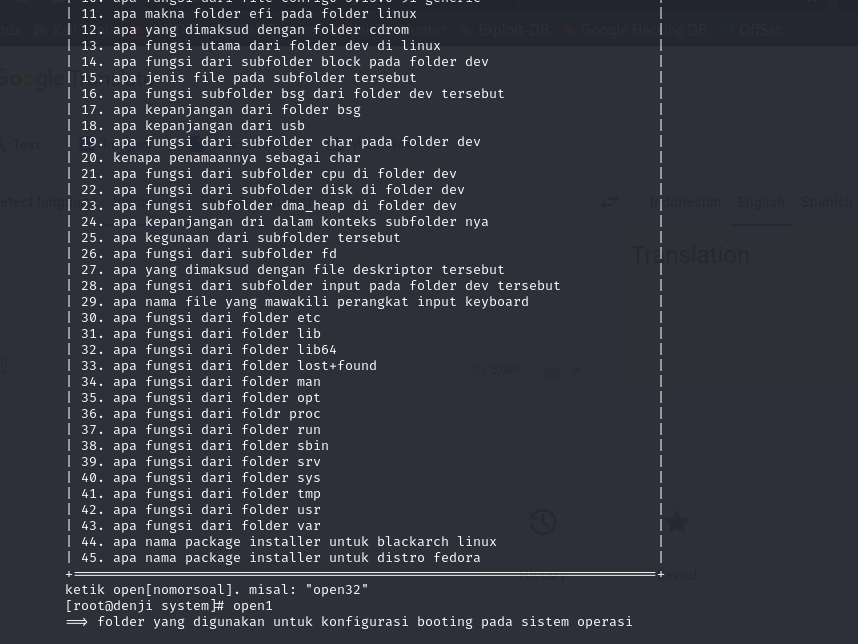 | 11. apa makna folder efi pada folder linux |
| 12. apa yang dimaksud dengan folder cdrom |
| 13. apa fungsi utama dari folder dev di linux |
| 14. apa fungsi dari subfolder block pada folder dev |
| 15. apa jenis file pada subfolder tersebut |
| 16. apa fungsi subfolder bsg dari folder dev tersebut |
| 17. apa kepanjangan dari folder bsg |
| 18. apa kepanjangan dari usb |
| 19. apa fungsi dari subfolder char pada folder dev |
| 20. kenapa penamaannya sebagai char |
| 21. apa fungsi dari subfolder cpu di folder dev |
| 22. apa fungsi dari subfolder disk di folder dev |
| 23. apa fungsi subfolder dma_heap di folder dev |
| 24. apa kepanjangan dri dalam konteks subfolder nya |
| 25. apa kegunaan dari subfolder tersebut |
| 26. apa fungsi dari subfolder fd |
| 27. apa yang dimaksud dengan file deskriptor tersebut |
| 28. apa fungsi dari subfolder input pada folder dev tersebut |
| 29. apa nama file yang mawakili perangkat input keyboard |
| 30. apa fungsi dari folder etc |
| 31. apa fungsi dari folder lib |
| 32. apa fungsi dari folder lib64 |
| 33. apa fungsi dari folder lost+found |
| 34. apa fungsi dari folder man |
| 35. apa fungsi dari folder opt |
| 36. apa fungsi dari foldr proc |
| 37. apa fungsi dari folder run |
| 38. apa fungsi dari folder sbin |
| 39. apa fungsi dari folder srv |
| 40. apa fungsi dari folder sys |
| 41. apa fungsi dari folder tmp |
| 42. apa fungsi dari folder usr |
| 43. apa fungsi dari folder var |
| 44. apa nama package installer untuk blackarch linux |
| 45. apa nama package installer untuk distro fedora |
ketik open[nomorsoal]. misal: "open32"
[root@denji system]# open1
==> folder yang digunakan untuk konfigurasi booting pada sistem operasi
Exploit-DB
Google Hacking DB
OffSec
Text
Indonesian
English
Spanish
Translation